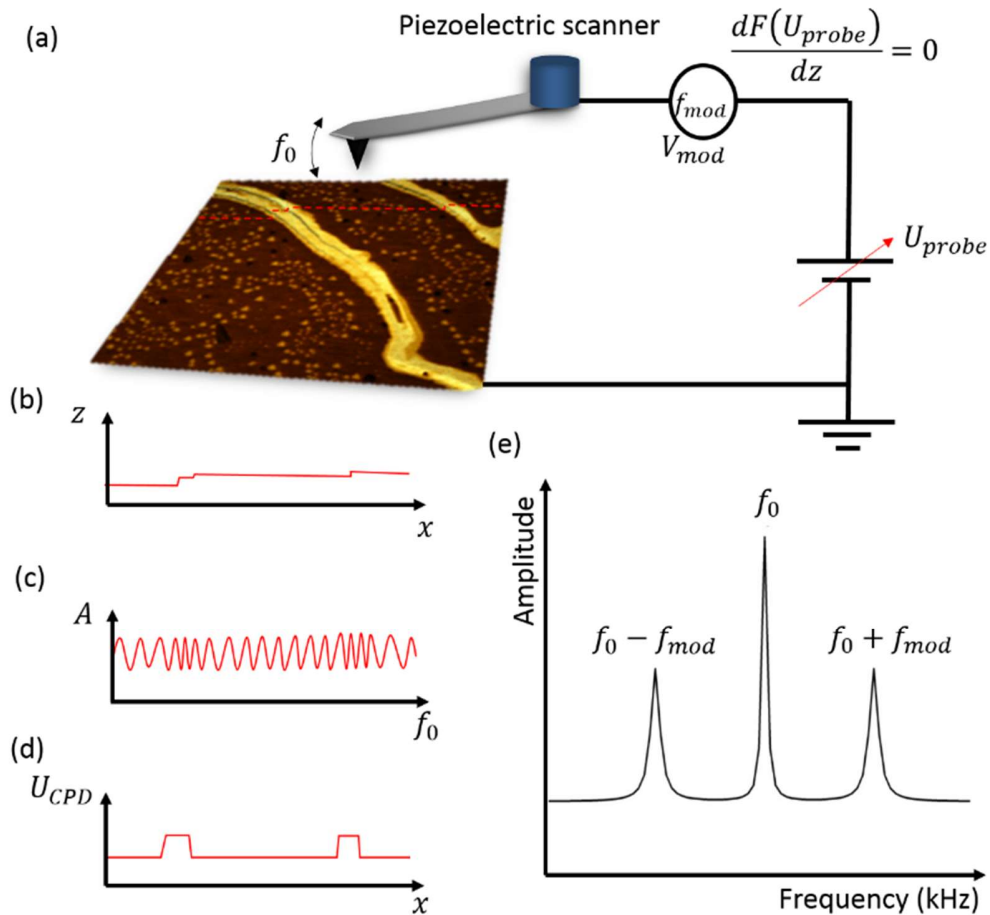 (a)
Piezoelectric scanner
dF(U_probe)/dz = 0
f_mod
V_mod
f_0
U_probe
(b)
z
x
(c)
A
f_0
(d)
U_CPD
x
(e)
Amplitude
f_0
f_0 − f_mod
f_0 + f_mod
Frequency (kHz)